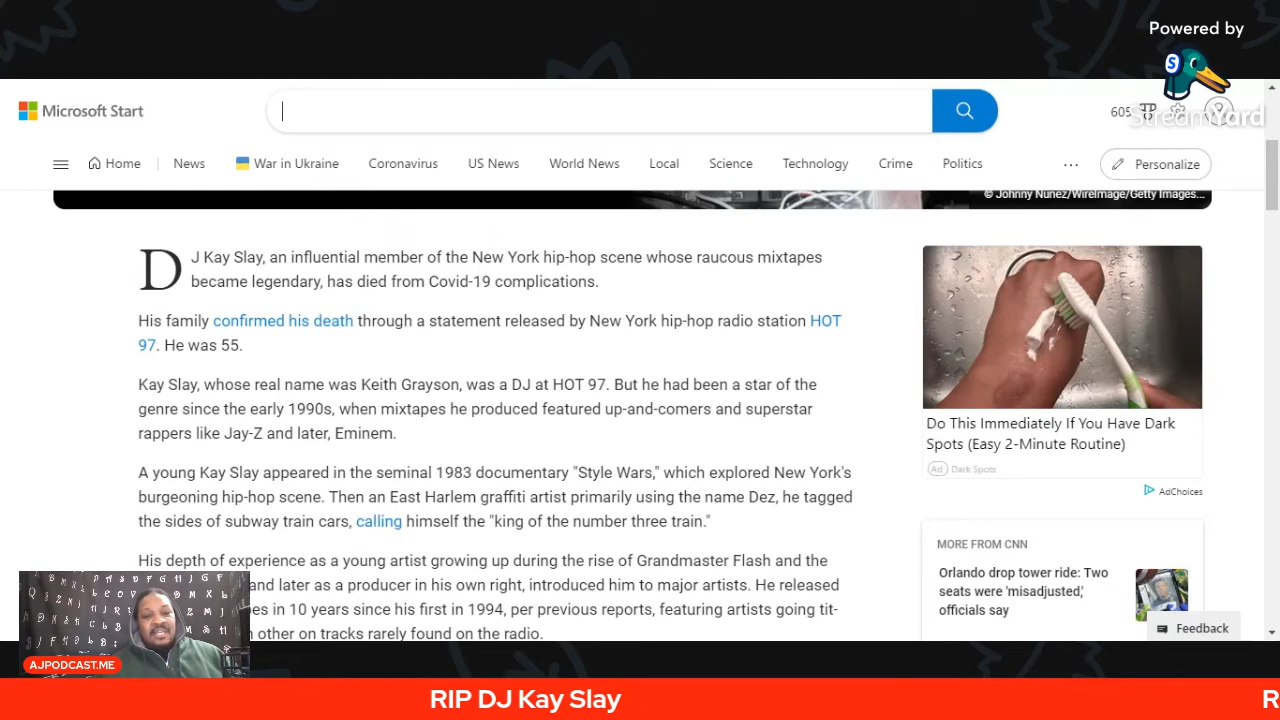 Powered by
StreamYard
Microsoft Start
605
Home
News
War in Ukraine
Coronavirus
US News
World News
Local
Science
Technology
Crime
Politics
...
Personalize
© Johnny Nunez/WireImage/Getty Images...
DJ Kay Slay, an influential member of the New York hip-hop scene whose raucous mixtapes
became legendary, has died from Covid-19 complications.
His family confirmed his death through a statement released by New York hip-hop radio station HOT
97. He was 55.
Kay Slay, whose real name was Keith Grayson, was a DJ at HOT 97. But he had been a star of the
genre since the early 1990s, when mixtapes he produced featured up-and-comers and superstar
rappers like Jay-Z and later, Eminem.
A young Kay Slay appeared in the seminal 1983 documentary "Style Wars," which explored New York's
burgeoning hip-hop scene. Then an East Harlem graffiti artist primarily using the name Dez, he tagged
the sides of subway train cars, calling himself the "king of the number three train."
His depth of experience as a young artist growing up during the rise of Grandmaster Flash and the
and later as a producer in his own right, introduced him to major artists. He released
es in 10 years since his first in 1994, per previous reports, featuring artists going tit-
other on tracks rarely found on the radio.
Do This Immediately If You Have Dark
Spots (Easy 2-Minute Routine)
Ad Dark Spots
AdChoices
MORE FROM CNN
Orlando drop tower ride: Two
seats were 'misadjusted,'
officials say
Feedback
AJPODCAST.ME
RIP DJ Kay Slay
R